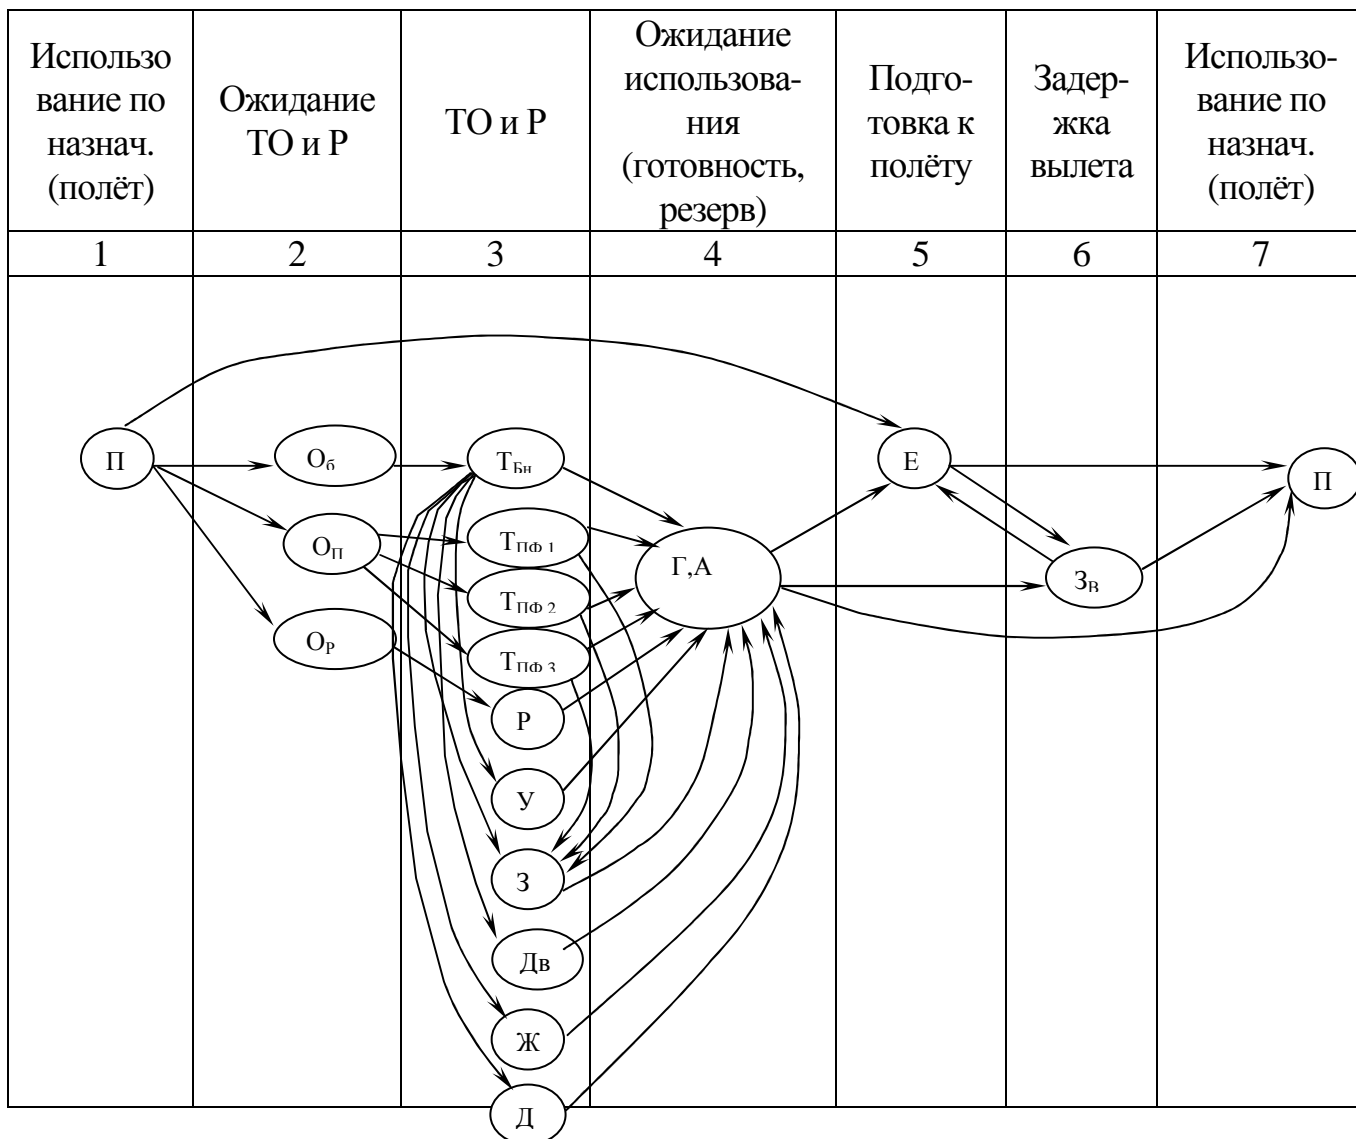 Использо
вание по
назнач.
(полёт)
Ожидание
ТО и Р
ТО и Р
Ожидание
использова-
ния
(готовность,
резерв)
Подго-
товка к
полёту
Задер-
жка
вылета
Использо-
вание по
назнач.
(полёт)
1 2 3 4 5 6 7
П
Об
ОП
ОР
ТБн
ТПФ 1
ТПФ 2
ТПФ 3
Р
У
З
Дв
Ж
Д
Г,А
Е
ЗВ
П